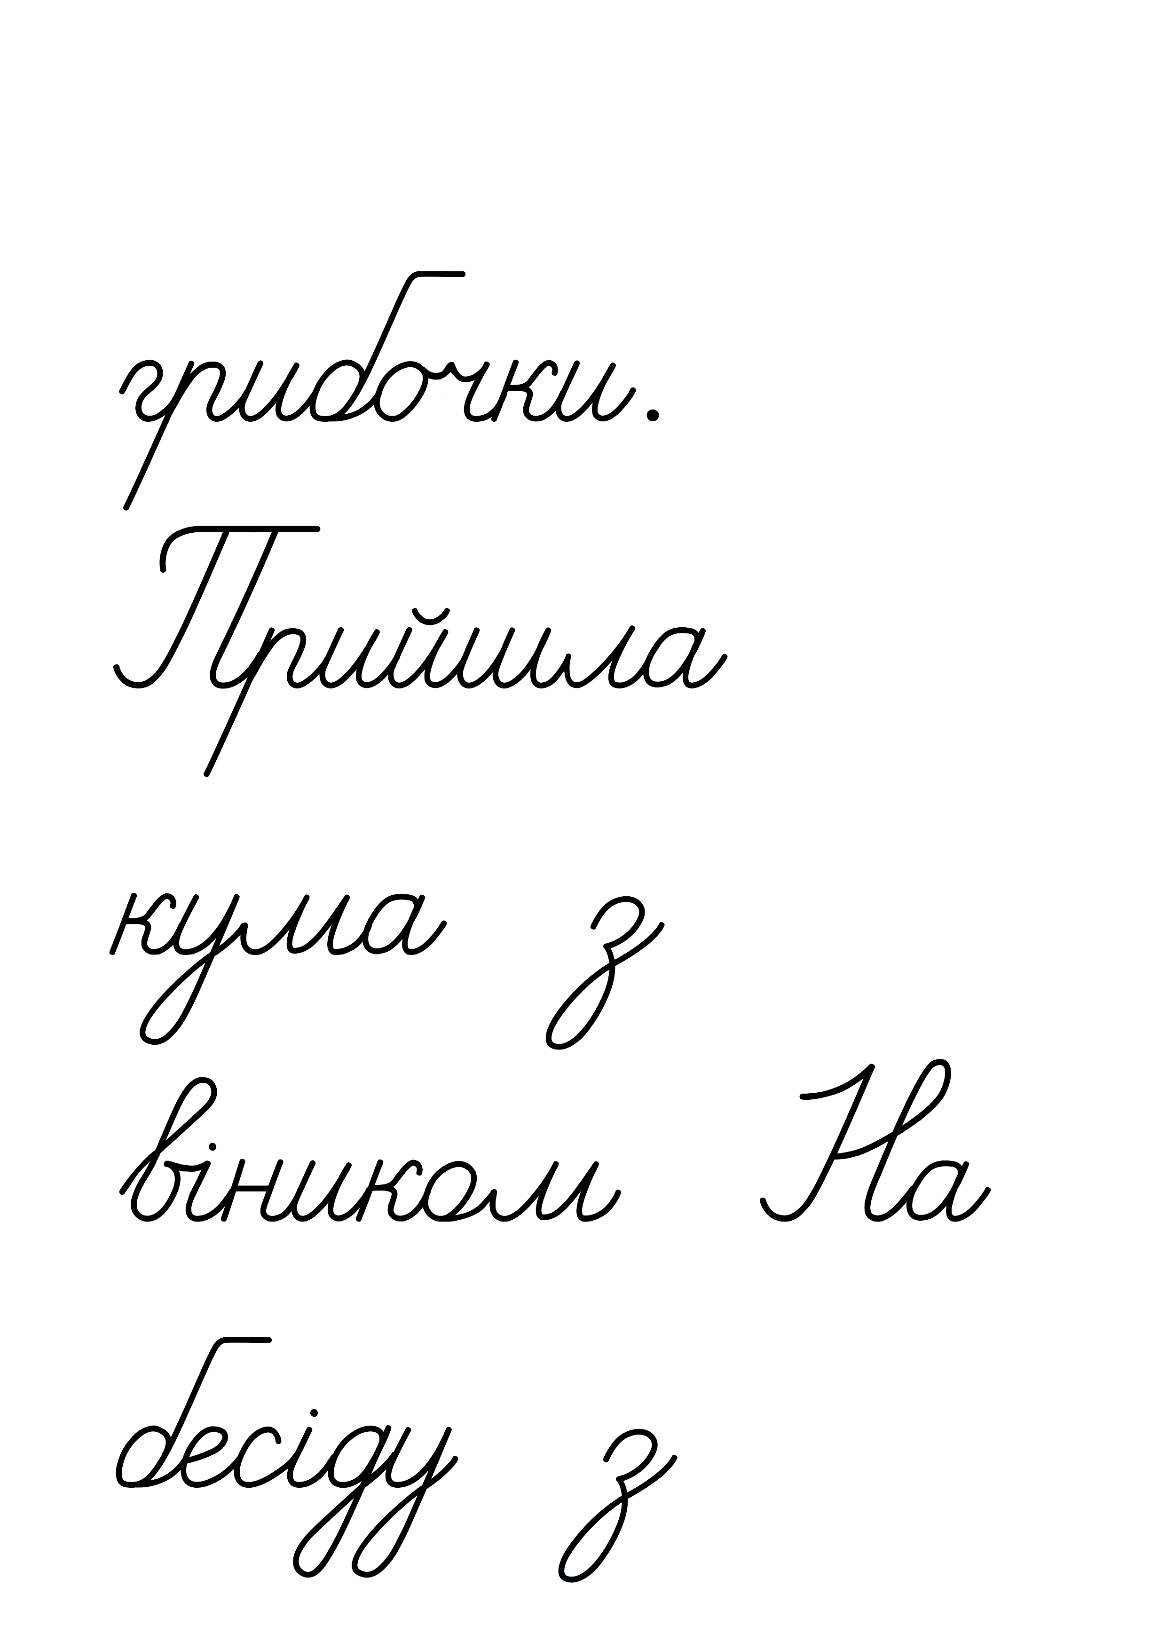 грибочки.
Прийшла
кума з
віником На
бесіду з